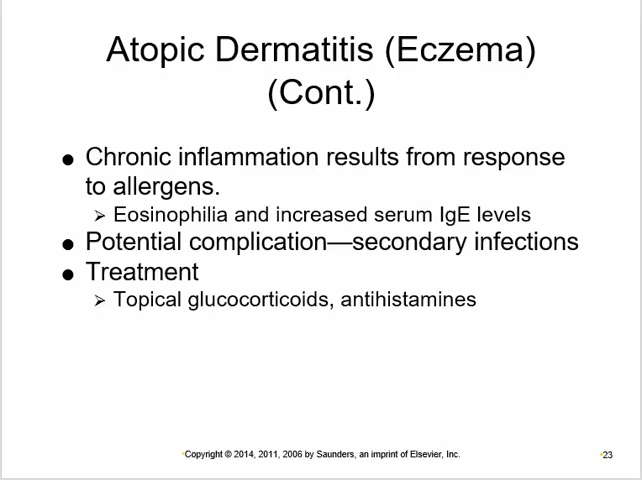 Atopic Dermatitis (Eczema)
(Cont.)
● Chronic inflammation results from response
to allergens.
➢ Eosinophilia and increased serum IgE levels
● Potential complication—secondary infections
● Treatment
➢ Topical glucocorticoids, antihistamines
•Copyright © 2014, 2011, 2006 by Saunders, an imprint of Elsevier, Inc.
•23